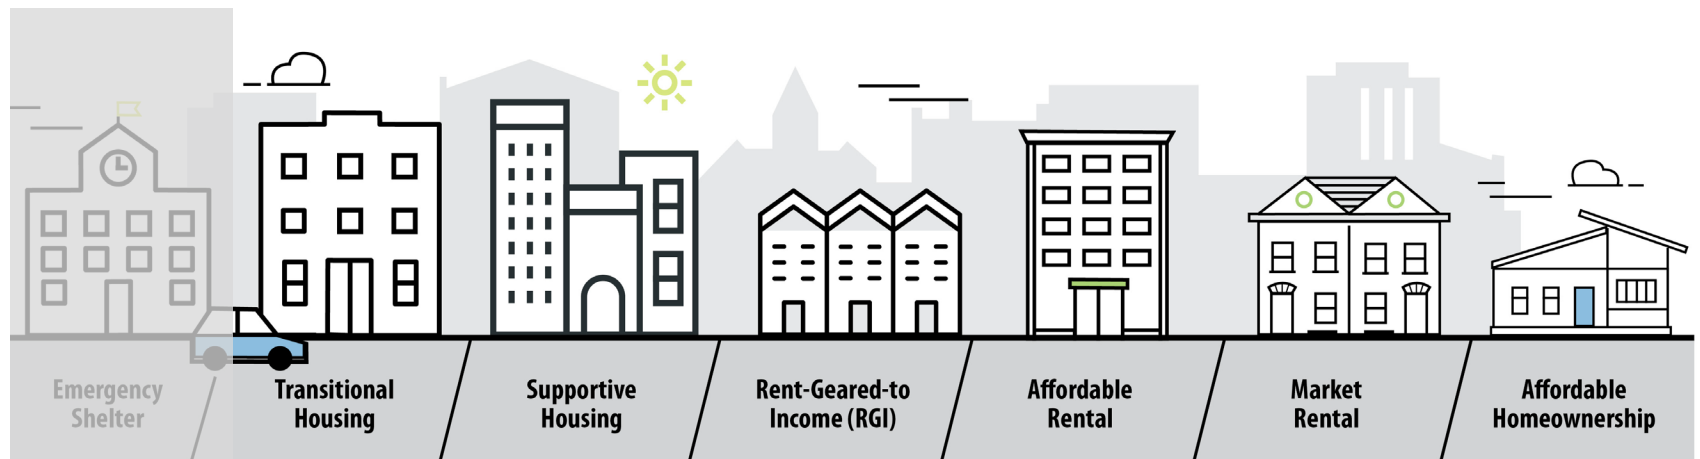 Emergency
Shelter
Transitional
Housing
Supportive
Housing
Rent-Geared-to
Income (RGI)
Affordable
Rental
Market
Rental
Affordable
Homeownership